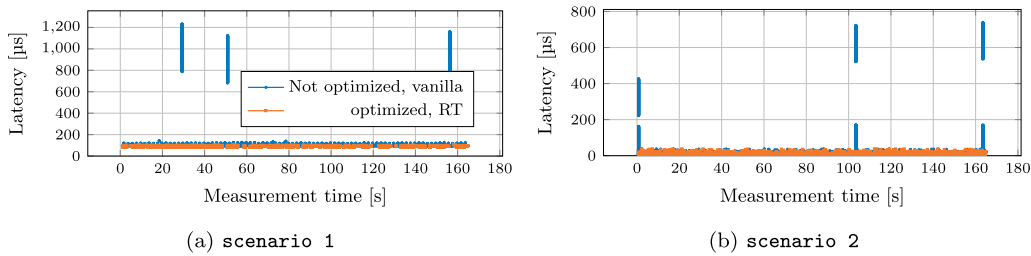 1,200
1,000
800
600
400
200
0
Latency [µs]
0 20 40 60 80 100 120 140 160 180
Measurement time [s]
Not optimized, vanilla
optimized, RT
(a) scenario 1
800
600
400
200
0
Latency [µs]
0 20 40 60 80 100 120 140 160 180
Measurement time [s]
(b) scenario 2